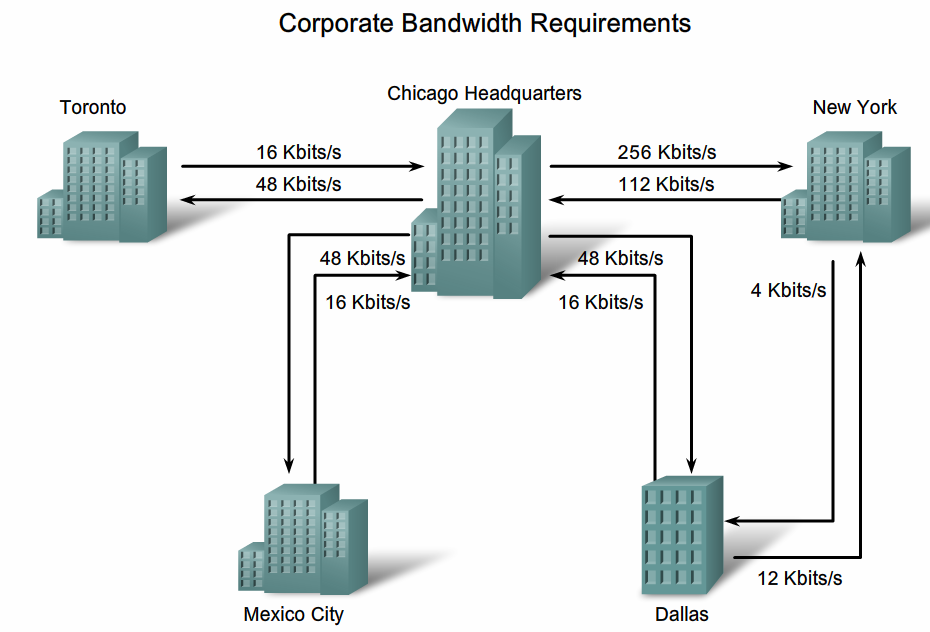 Corporate Bandwidth Requirements
Chicago Headquarters
Toronto
New York
16 Kbits/s
256 Kbits/s
48 Kbits/s
112 Kbits/s
48 Kbits/s
48 Kbits/s
16 Kbits/s
16 Kbits/s
4 Kbits/s
12 Kbits/s
Mexico City
Dallas